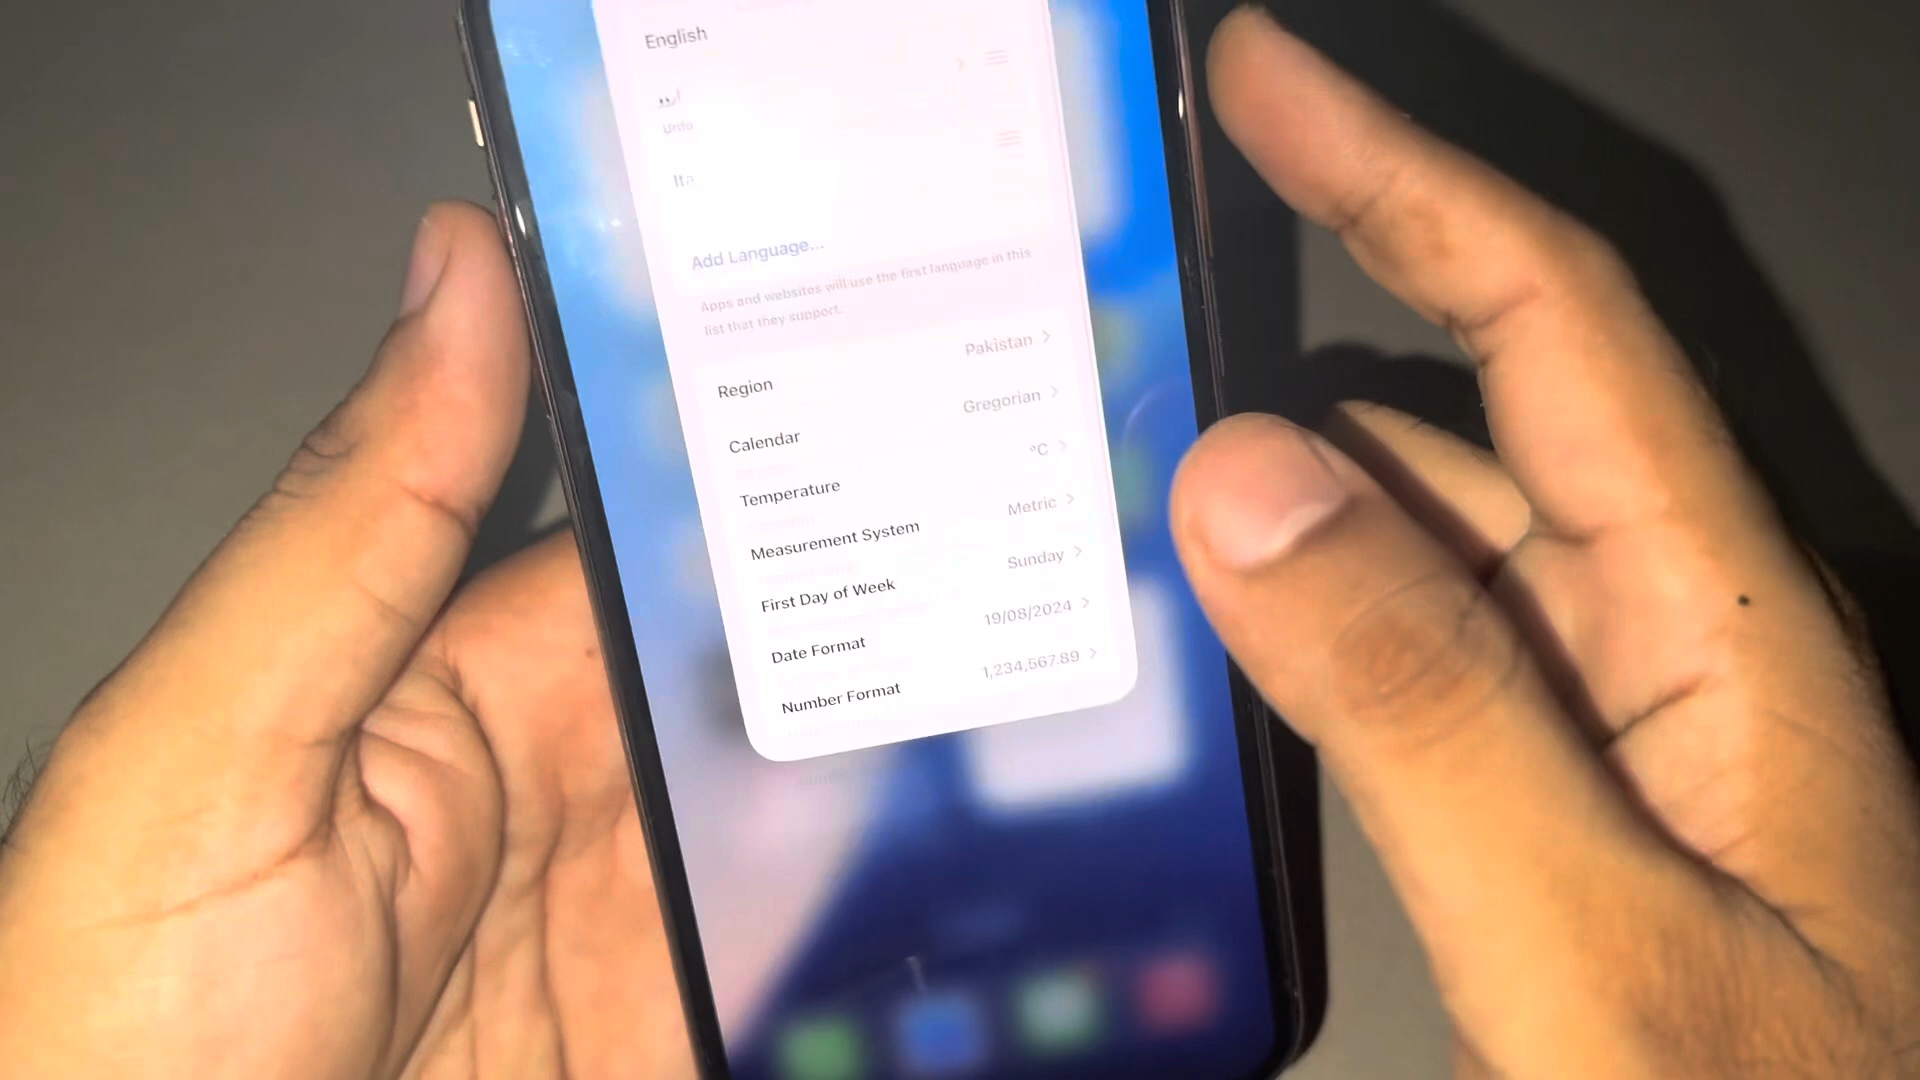 English
اردو
Urdu
Add Language...
Apps and websites will use the first language in this
list that they support.
Region Pakistan
Calendar Gregorian
Temperature °C
Measurement System Metric
First Day of Week Sunday
Date Format 19/08/2024
Number Format 1,234,567.89